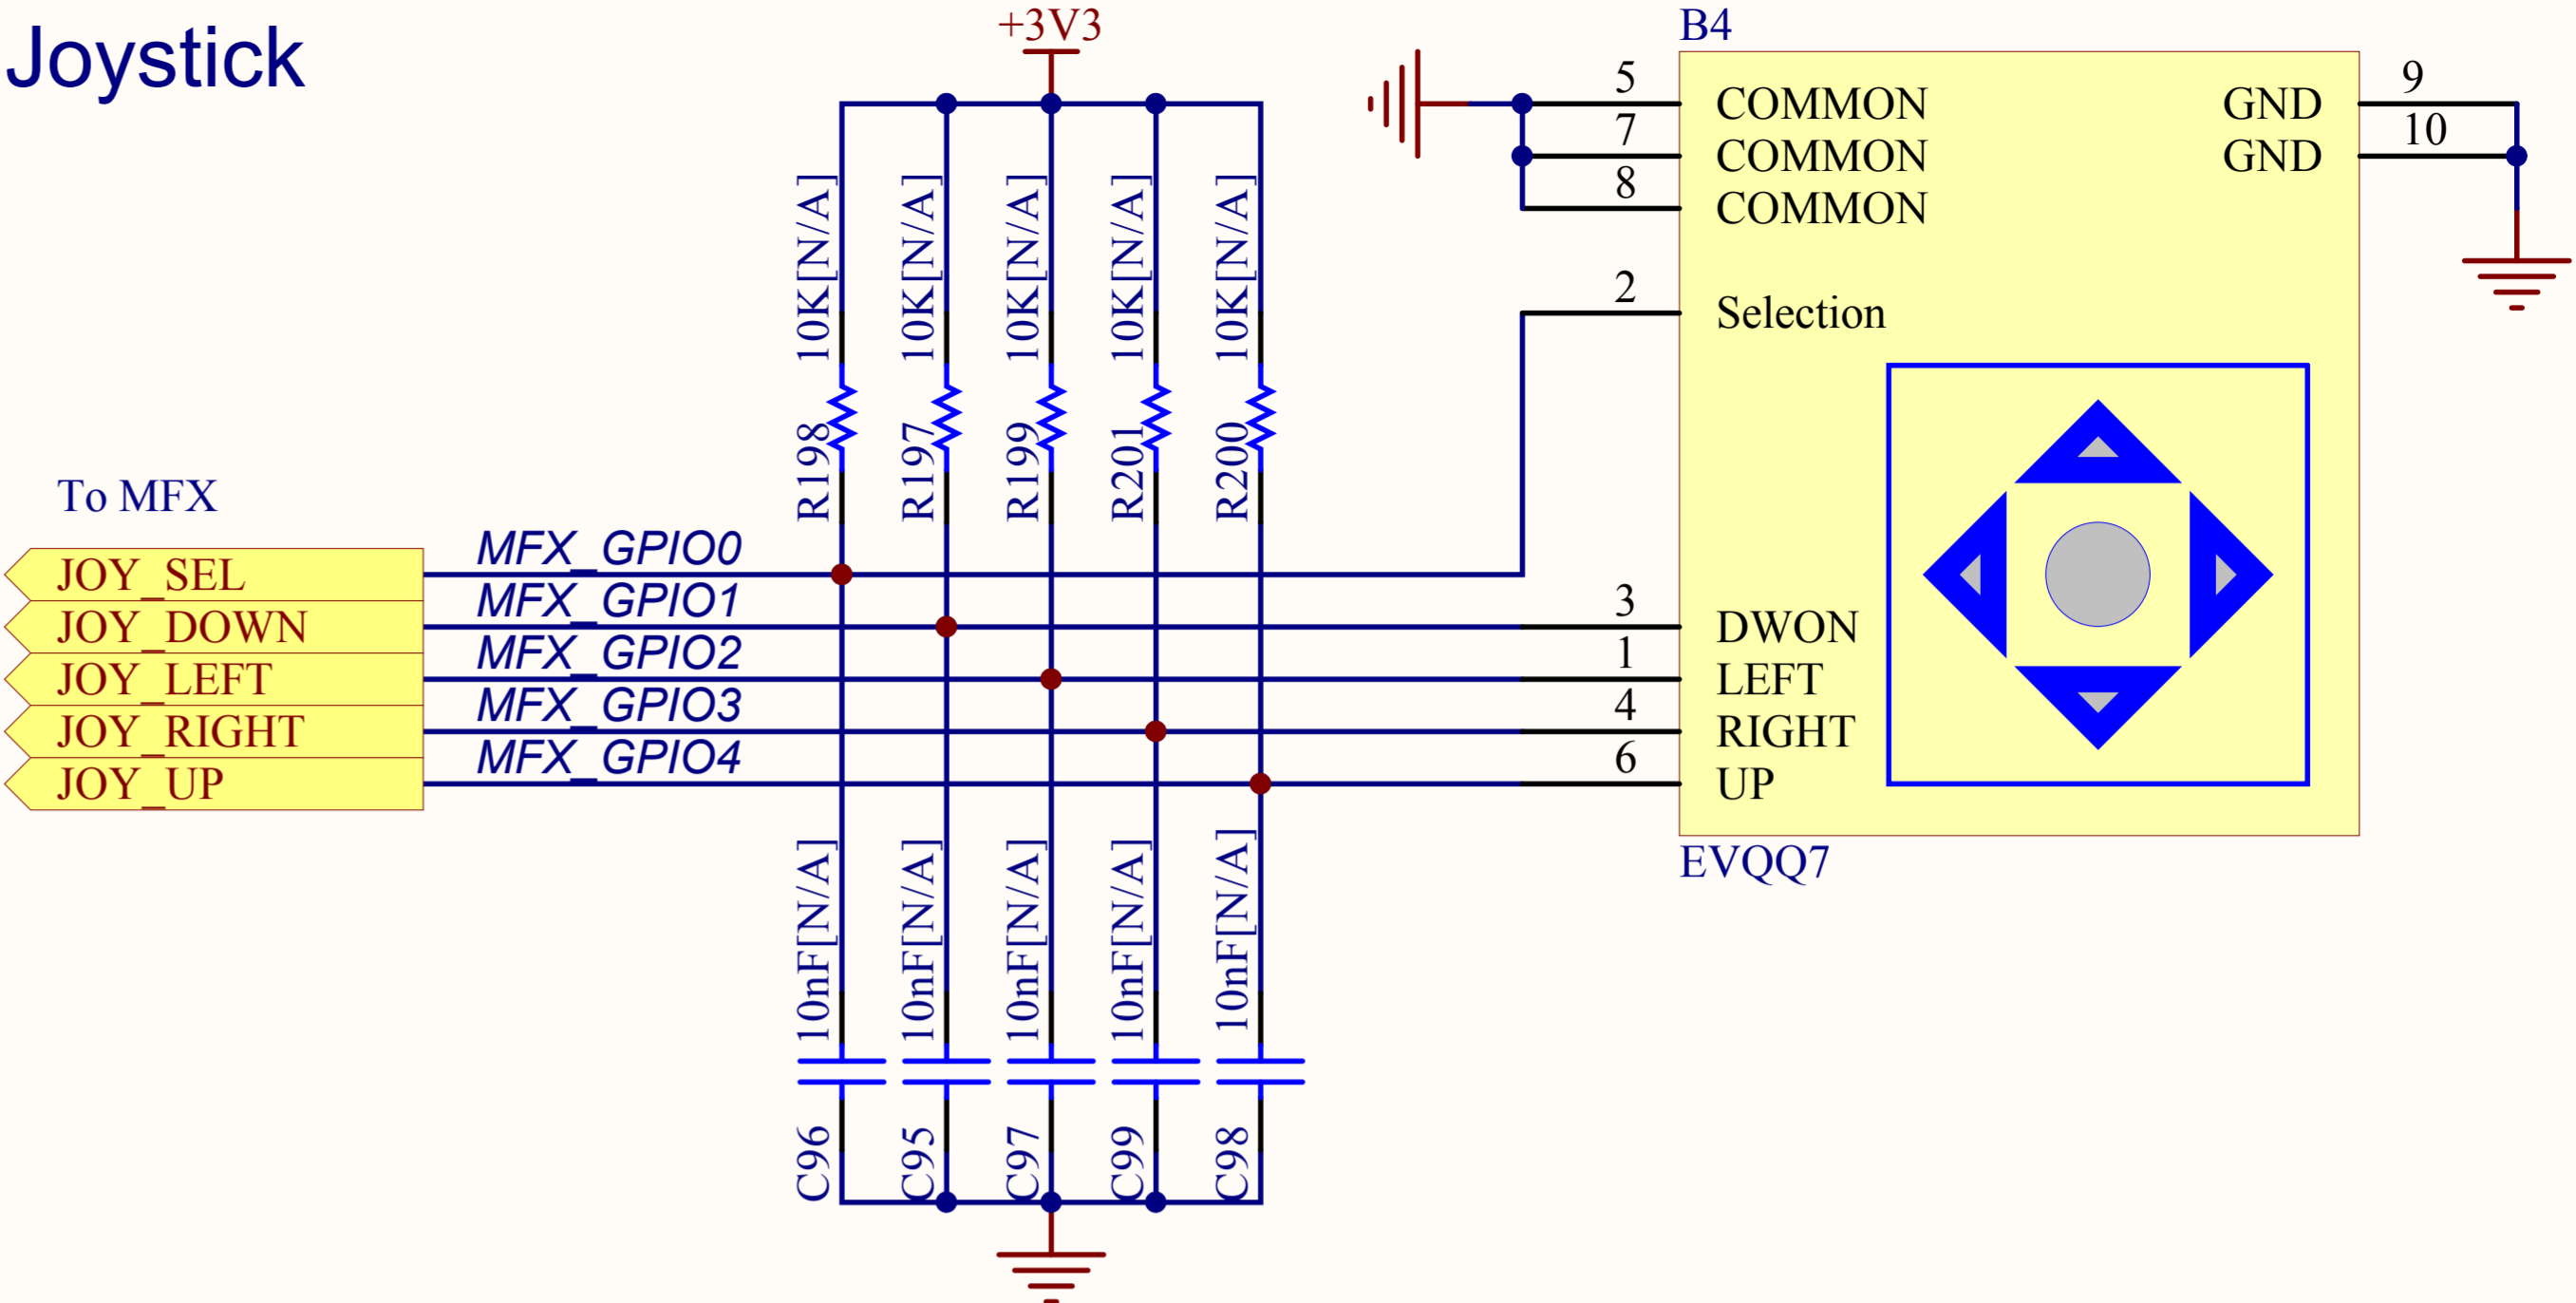 Joystick
+3V3
B4
5
COMMON
GND
9
7
COMMON
GND
10
8
COMMON
2
Selection
10K[N/A]
10K[N/A]
10K[N/A]
10K[N/A]
10K[N/A]
R198
R197
R199
R201
R200
To MFX
JOY_SEL
MFX_GPIO0
JOY_DOWN
MFX_GPIO1
3
DWON
JOY_LEFT
MFX_GPIO2
1
LEFT
JOY_RIGHT
MFX_GPIO3
4
RIGHT
JOY_UP
MFX_GPIO4
6
UP
EVQQ7
10nF[N/A]
10nF[N/A]
10nF[N/A]
10nF[N/A]
10nF[N/A]
C96
C95
C97
C99
C98